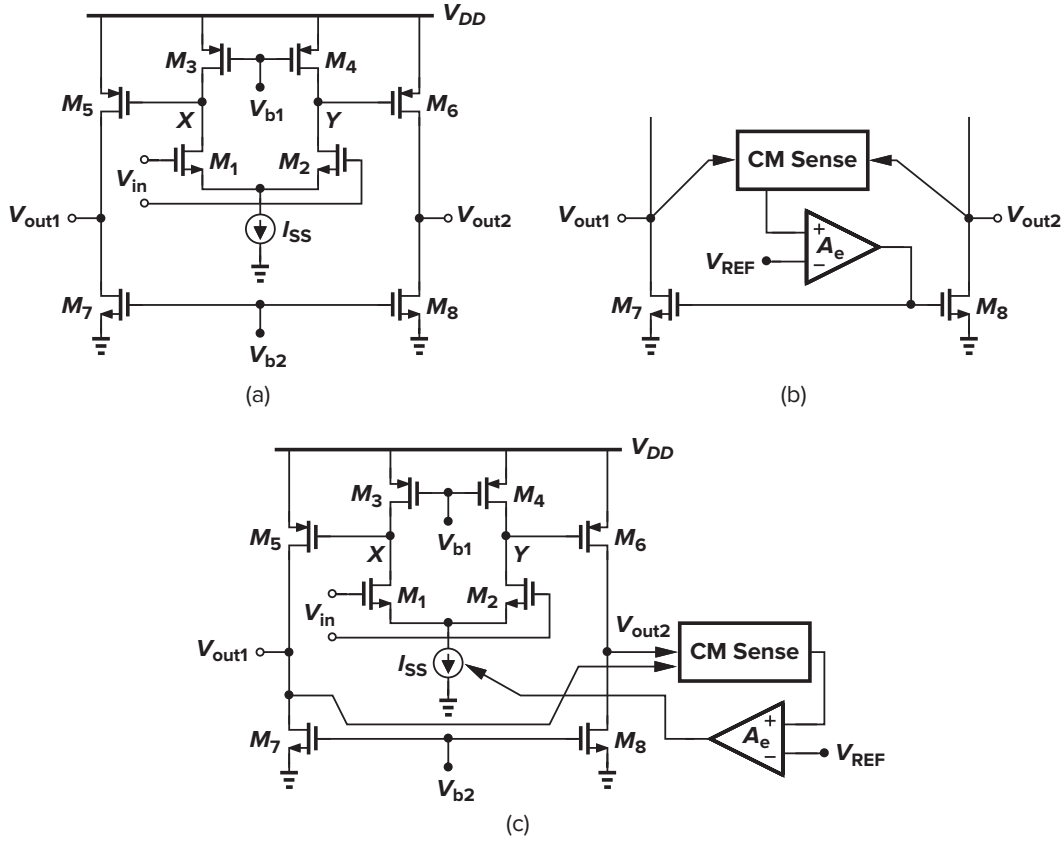 V_DD
M_3
M_4
M_5
M_6
X
V_b1
Y
M_1
M_2
V_in
V_out1
I_SS
V_out2
M_7
M_8
V_b2
(a)
CM Sense
V_out1
V_out2
+
A_e
−
V_REF
M_7
M_8
(b)
V_DD
M_3
M_4
M_5
M_6
X
V_b1
Y
M_1
M_2
V_in
V_out2
V_out1
CM Sense
I_SS
+
A_e
−
V_REF
M_7
M_8
V_b2
(c)